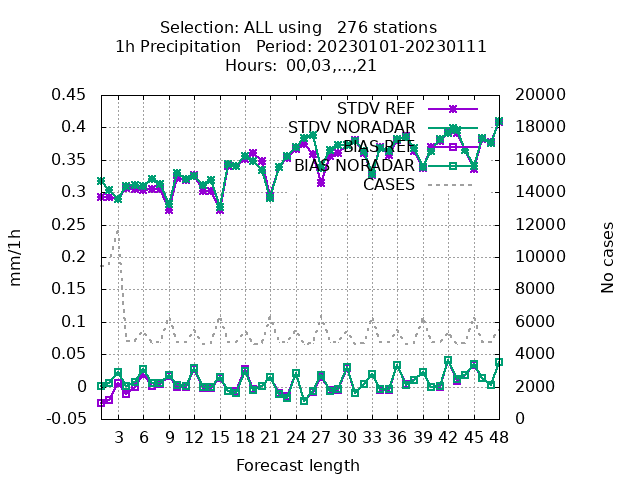 Selection: ALL using   276 stations
1h Precipitation   Period: 20230101-20230111
Hours:  00,03,...,21
0.45
0.4
0.35
0.3
0.25
0.2
0.15
0.1
0.05
0
-0.05
20000
18000
16000
14000
12000
10000
8000
6000
4000
2000
0
STDV REF
STDV NORADAR
BIAS REF
BIAS NORADAR
CASES
mm/1h
No cases
3 6 9 12 15 18 21 24 27 30 33 36 39 42 45 48
Forecast length